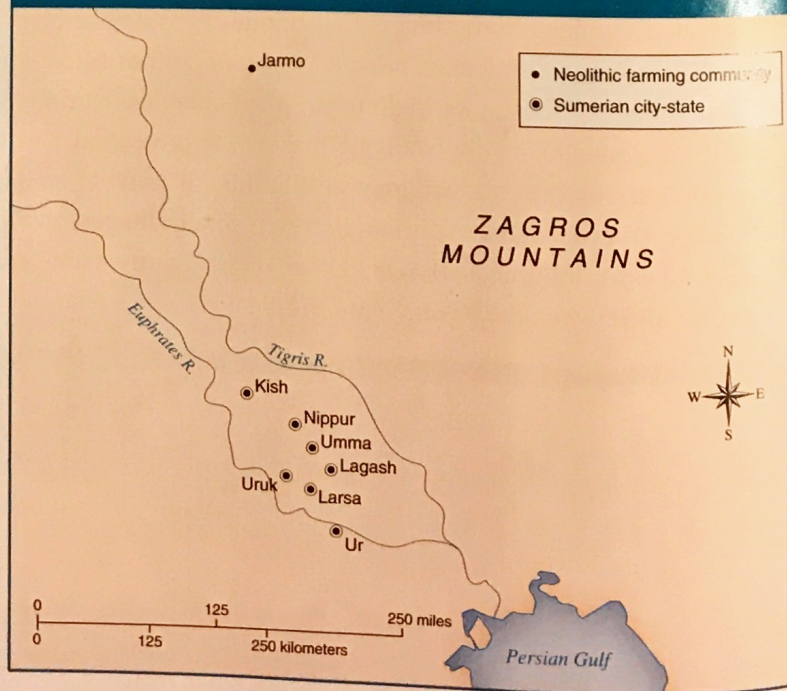 Jarmo
Neolithic farming community
Sumerian city-state
ZAGROS
MOUNTAINS
Euphrates R.
Tigris R.
N
W
E
S
Kish
Nippur
Umma
Lagash
Uruk
Larsa
Ur
0
125
250 miles
0
125
250 kilometers
Persian Gulf